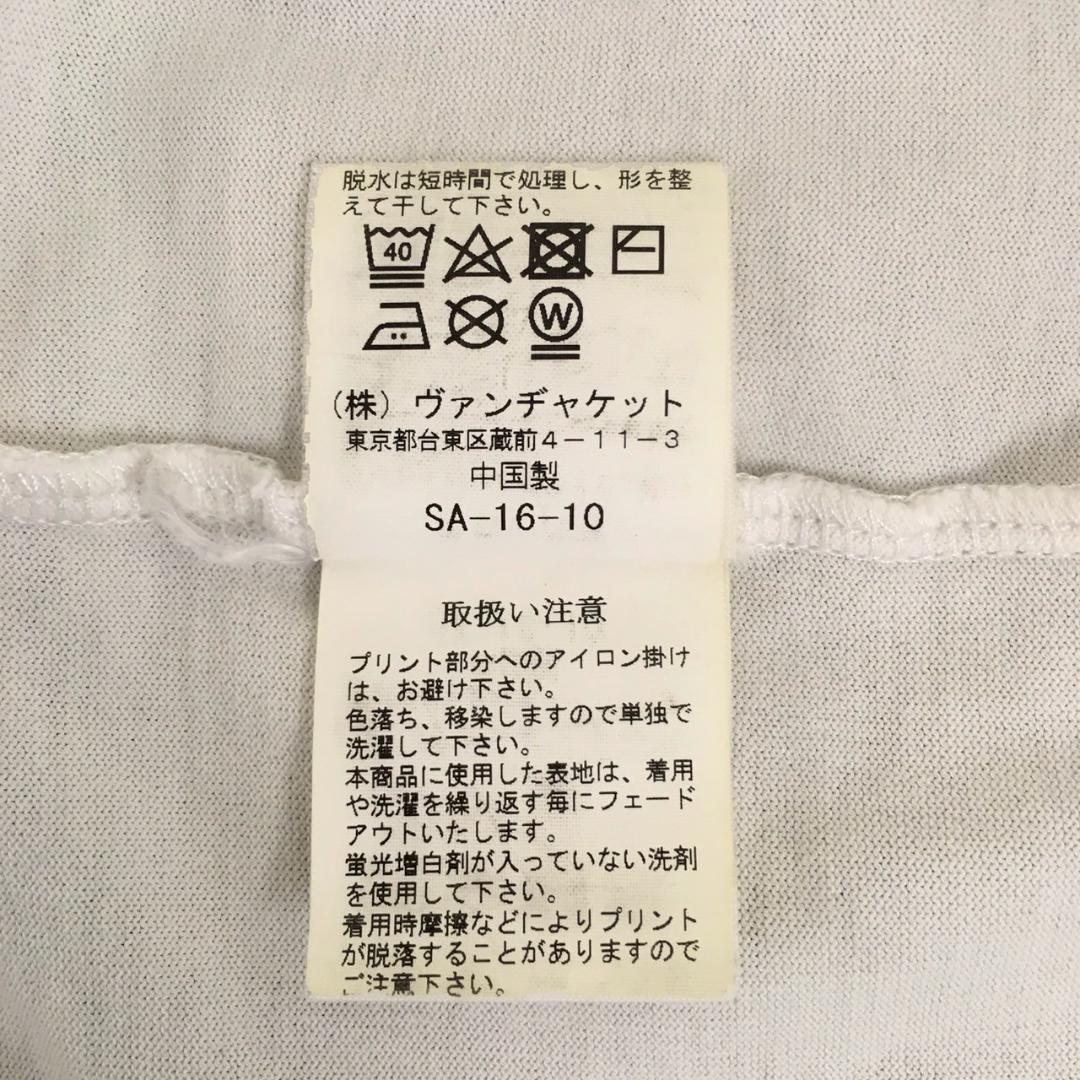 脱水は短時間で処理し、形を整
えて干して下さい。
40
W
（株）ヴァンヂャケット
東京都台東区蔵前4－11－3
中国製
SA-16-10
取扱い注意
プリント部分へのアイロン掛け
は、お避け下さい。
色落ち、移染しますので単独で
洗濯して下さい。
本商品に使用した表地は、着用
や洗濯を繰り返す毎にフェード
アウトいたします。
蛍光増白剤が入っていない洗剤
を使用して下さい。
着用時摩擦などによりプリント
が脱落することがありますので
ご注意下さい。